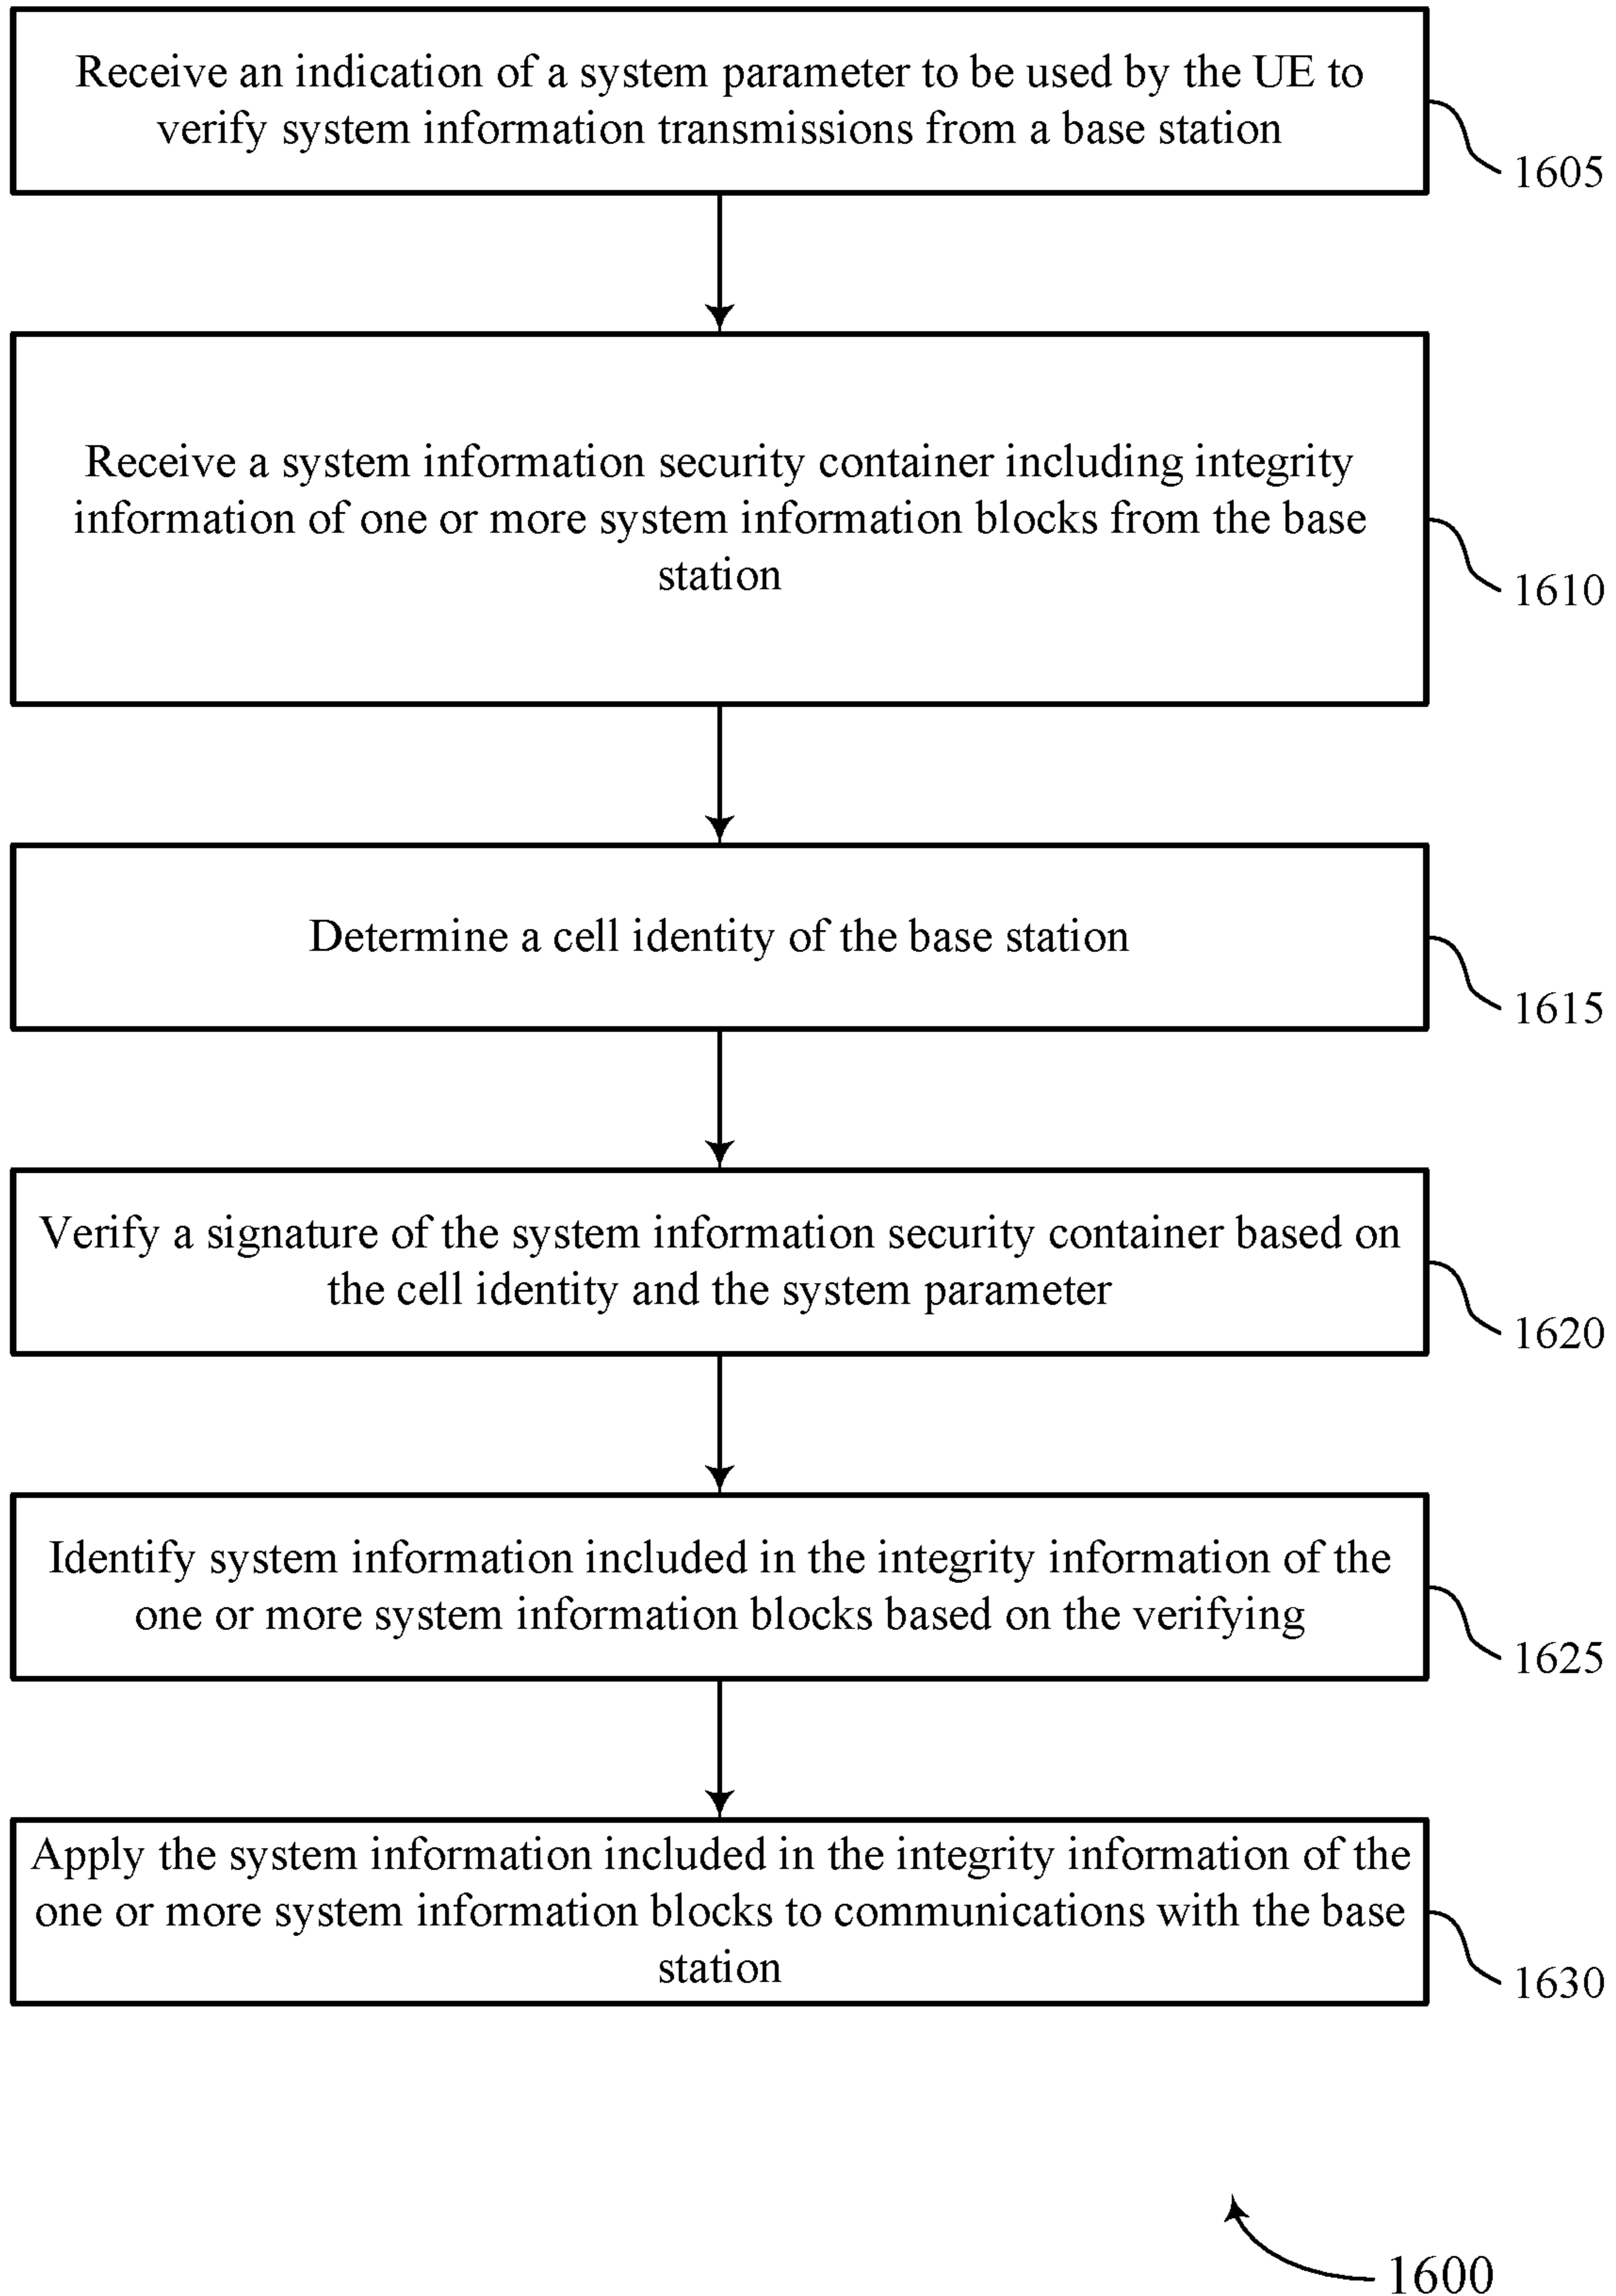 Receive an indication of a system parameter to be used by the UE to
verify system information transmissions from a base station
1605
Receive a system information security container including integrity
information of one or more system information blocks from the base
station
1610
Determine a cell identity of the base station
1615
Verify a signature of the system information security container based on
the cell identity and the system parameter
1620
Identify system information included in the integrity information of the
one or more system information blocks based on the verifying
1625
Apply the system information included in the integrity information of the
one or more system information blocks to communications with the base
station
1630
1600